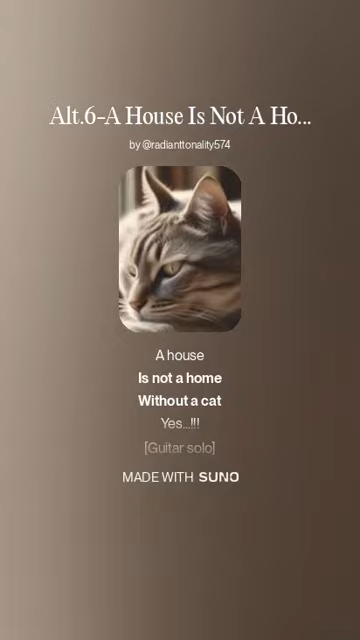 Alt.6-A House Is Not A Ho...
by @radianttonality574
A house
Is not a home
Without a cat
Yes...!!!
[Guitar solo]
MADE WITH SUNO